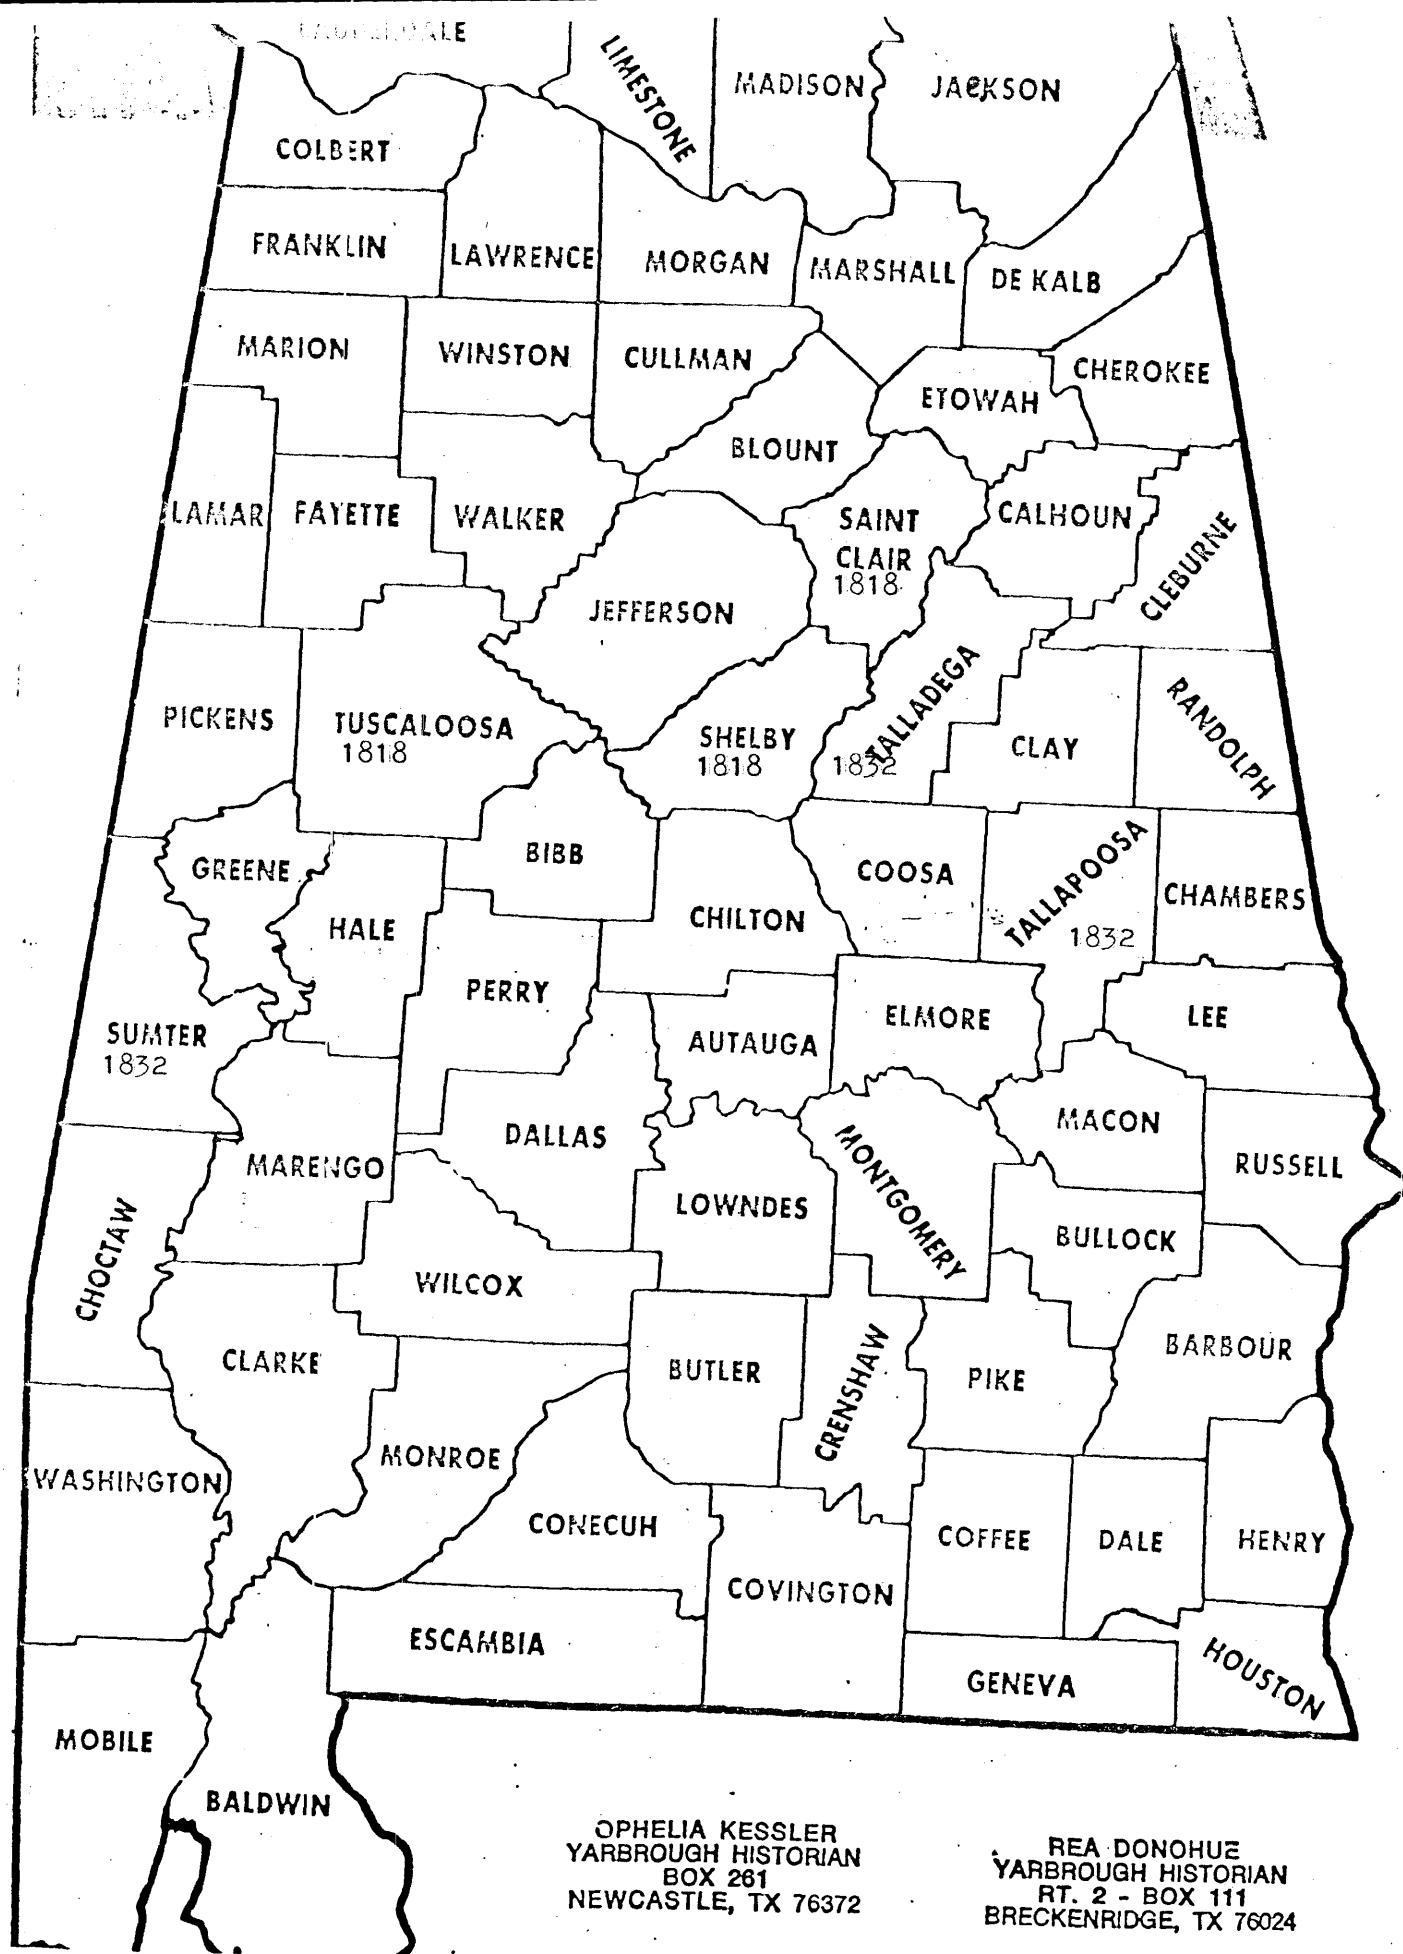 LAUDERDALE
LIMESTONE
MADISON
JACKSON
COLBERT
FRANKLIN
LAWRENCE
MORGAN
MARSHALL
DE KALB
MARION
WINSTON
CULLMAN
CHEROKEE
ETOWAH
BLOUNT
LAMAR
FAYETTE
WALKER
SAINT
CLAIR
1818
CALHOUN
CLEBURNE
JEFFERSON
TALLADEGA
1832
PICKENS
TUSCALOOSA
1818
SHELBY
1818
CLAY
RANDOLPH
GREENE
BIBB
COOSA
TALLAPOOSA
1832
CHAMBERS
HALE
CHILTON
PERRY
SUMTER
1832
AUTAUGA
ELMORE
LEE
DALLAS
MACON
MARENGO
MONTGOMERY
RUSSELL
LOWNDES
CHOCTAW
BULLOCK
WILCOX
CLARKE
BUTLER
CRENSHAW
PIKE
BARBOUR
WASHINGTON
MONROE
CONECUH
COFFEE
DALE
HENRY
COVINGTON
ESCAMBIA
GENEVA
HOUSTON
MOBILE
BALDWIN
OPHELIA KESSLER
YARBROUGH HISTORIAN
BOX 261
NEWCASTLE, TX 76372
REA DONOHUE
YARBROUGH HISTORIAN
RT. 2 - BOX 111
BRECKENRIDGE, TX 76024